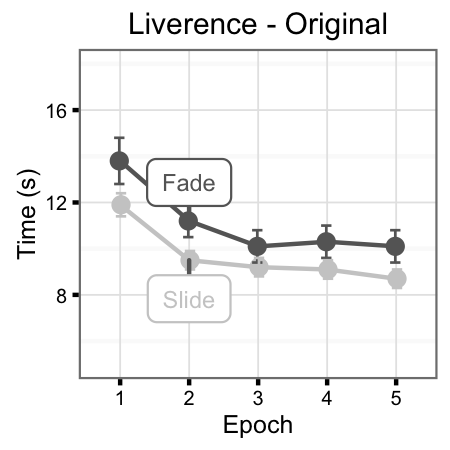 Liverence - Original
16
12
8
Time (s)
Fade
Slide
1 2 3 4 5
Epoch